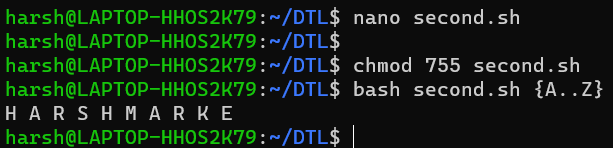 harsh@LAPTOP-HHOS2K79:~/DTL$ nano second.sh
harsh@LAPTOP-HHOS2K79:~/DTL$
harsh@LAPTOP-HHOS2K79:~/DTL$ chmod 755 second.sh
harsh@LAPTOP-HHOS2K79:~/DTL$ bash second.sh {A..Z}
H A R S H M A R K E
harsh@LAPTOP-HHOS2K79:~/DTL$